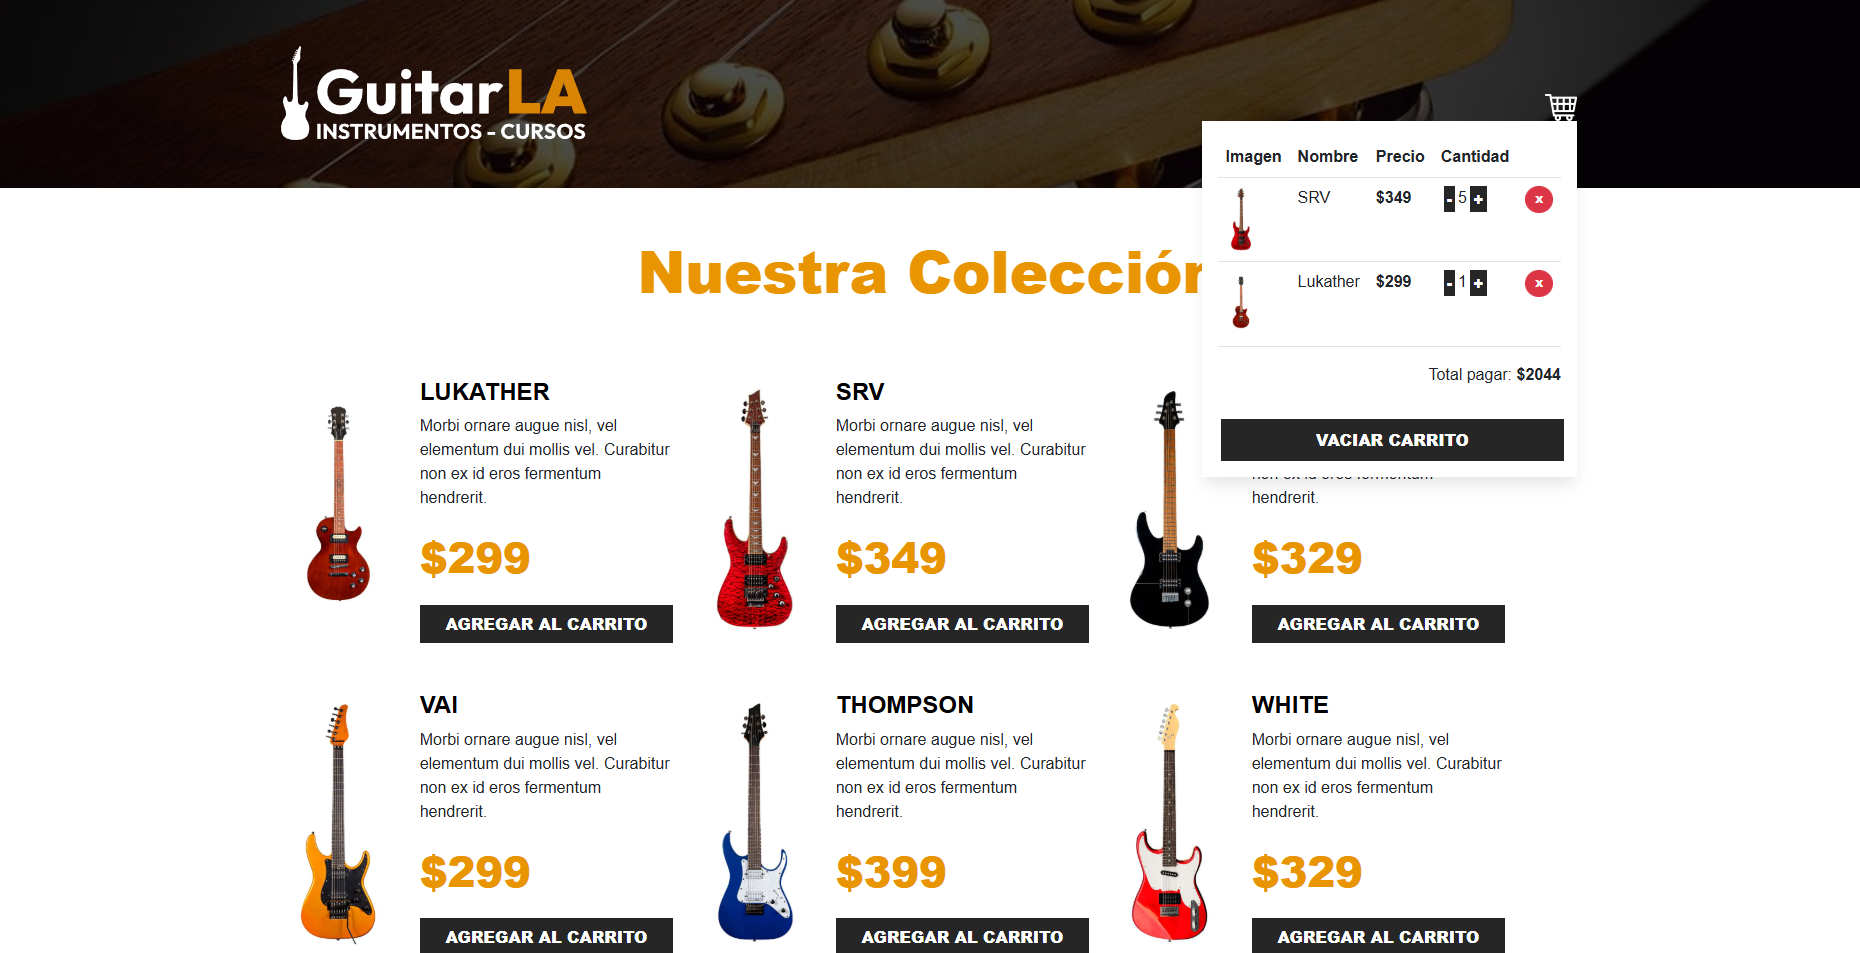 GuitarLA
INSTRUMENTOS - CURSOS
Imagen Nombre Precio Cantidad
SRV $349 - 5 + x
Lukather $299 - 1 + x
Total pagar: $2044
VACIAR CARRITO
Nuestra Colección
LUKATHER
Morbi ornare augue nisl, vel
elementum dui mollis vel. Curabitur
non ex id eros fermentum
hendrerit.
$299
AGREGAR AL CARRITO
SRV
Morbi ornare augue nisl, vel
elementum dui mollis vel. Curabitur
non ex id eros fermentum
hendrerit.
$349
AGREGAR AL CARRITO
non ex id eros fermentum
hendrerit.
$329
AGREGAR AL CARRITO
VAI
Morbi ornare augue nisl, vel
elementum dui mollis vel. Curabitur
non ex id eros fermentum
hendrerit.
$299
AGREGAR AL CARRITO
THOMPSON
Morbi ornare augue nisl, vel
elementum dui mollis vel. Curabitur
non ex id eros fermentum
hendrerit.
$399
AGREGAR AL CARRITO
WHITE
Morbi ornare augue nisl, vel
elementum dui mollis vel. Curabitur
non ex id eros fermentum
hendrerit.
$329
AGREGAR AL CARRITO